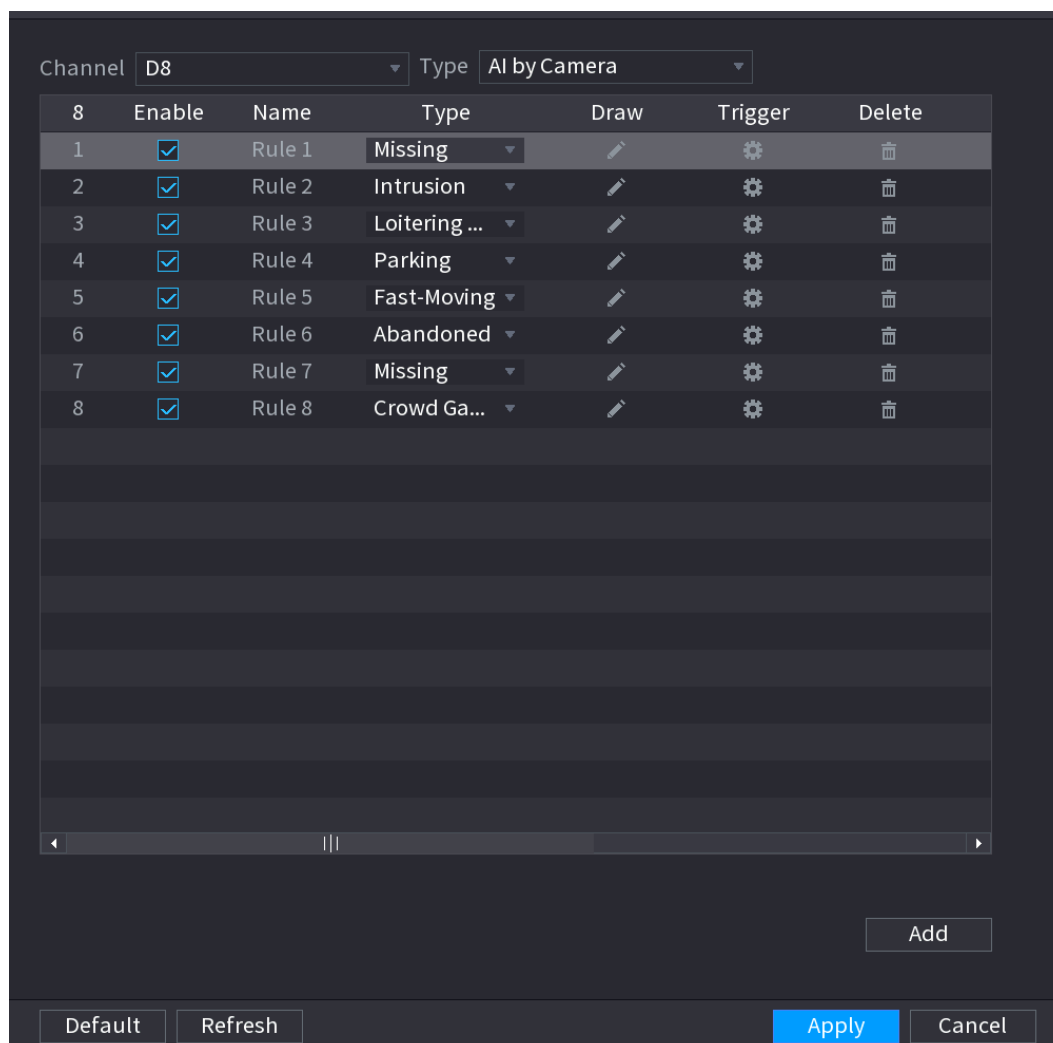 Channel D8 Type AI by Camera
8 Enable Name Type Draw Trigger Delete
1 Rule 1 Missing
2 Rule 2 Intrusion
3 Rule 3 Loitering ...
4 Rule 4 Parking
5 Rule 5 Fast-Moving
6 Rule 6 Abandoned
7 Rule 7 Missing
8 Rule 8 Crowd Ga...
Add
Default Refresh Apply Cancel